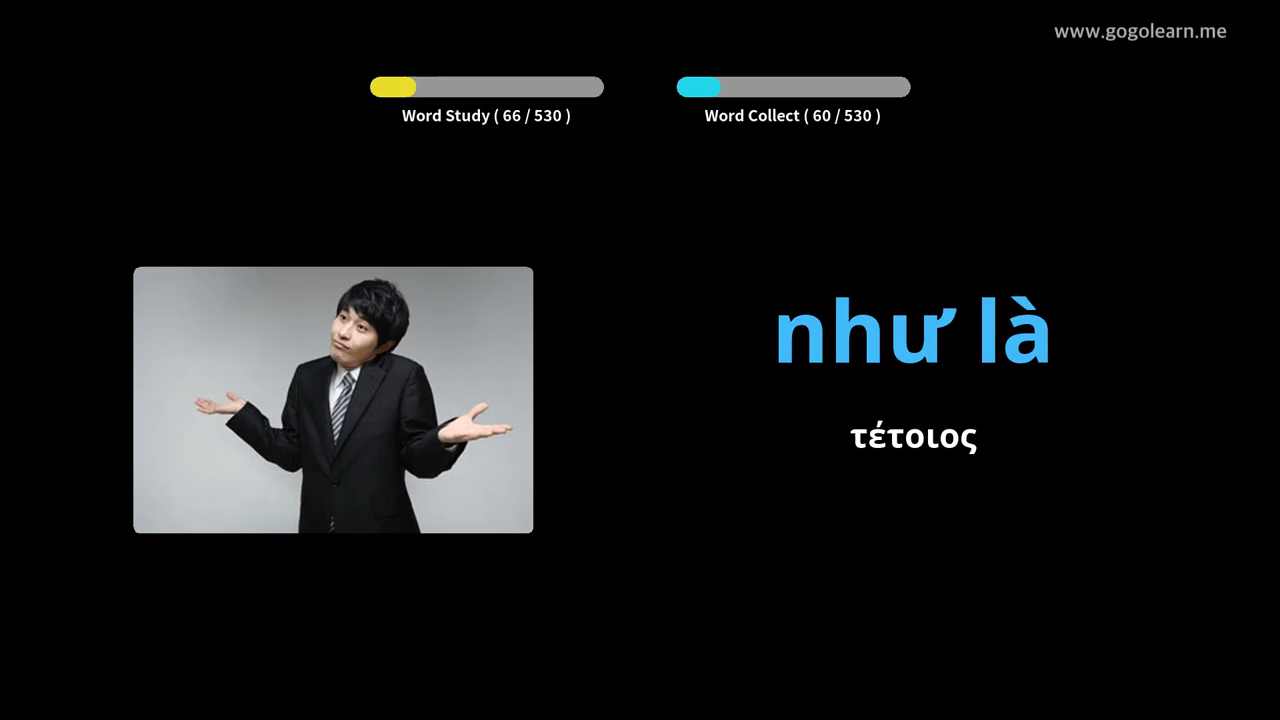 www.gogolearn.me
Word Study ( 66 / 530 )
Word Collect ( 60 / 530 )
như là
τέτοιος